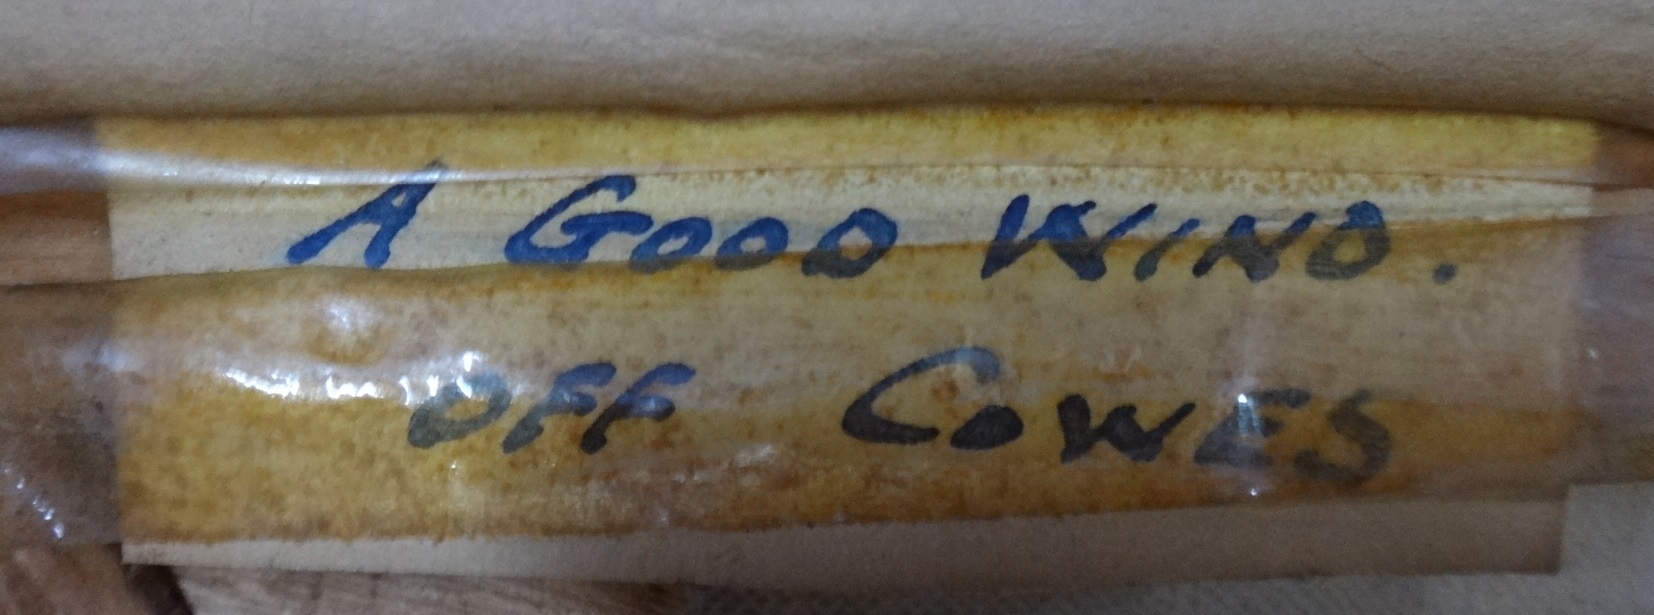 A GOOD WIND.
OFF COWES